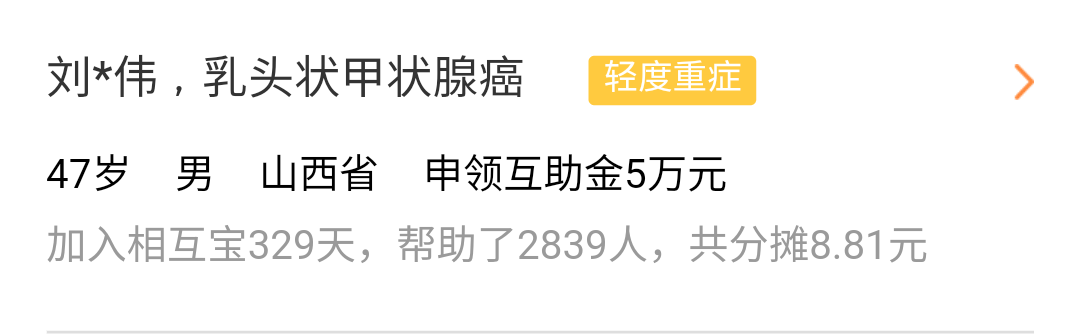 刘*伟，乳头状甲状腺癌 轻度重症
47岁 男 山西省 申领互助金5万元
加入相互宝329天，帮助了2839人，共分摊8.81元